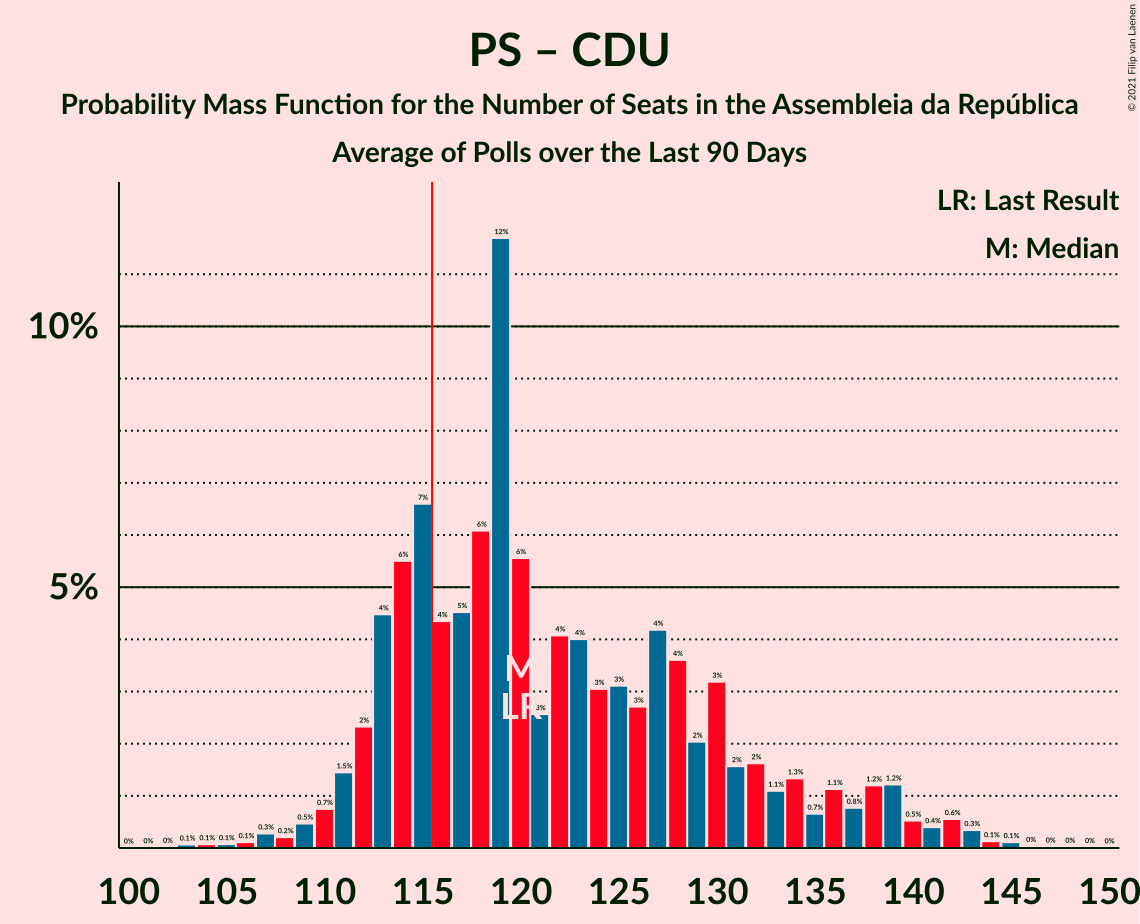 PS – CDU
© 2021 Filip van Laenen
Probability Mass Function for the Number of Seats in the Assembleia da República
Average of Polls over the Last 90 Days
LR: Last Result
M: Median
10%
5%
0% 0% 0% 0.1% 0.1% 0.1% 0.1% 0.3% 0.2% 0.5% 0.7% 1.5% 2% 4% 6% 7% 4% 5% 6% 12% 6% 3% 4% 4% 3% 3% 3% 4% 4% 2% 3% 2% 2% 1.1% 1.3% 0.7% 1.1% 0.8% 1.2% 1.2% 0.5% 0.4% 0.6% 0.3% 0.1% 0.1% 0% 0% 0% 0% 0%
M
LR
100 105 110 115 120 125 130 135 140 145 150